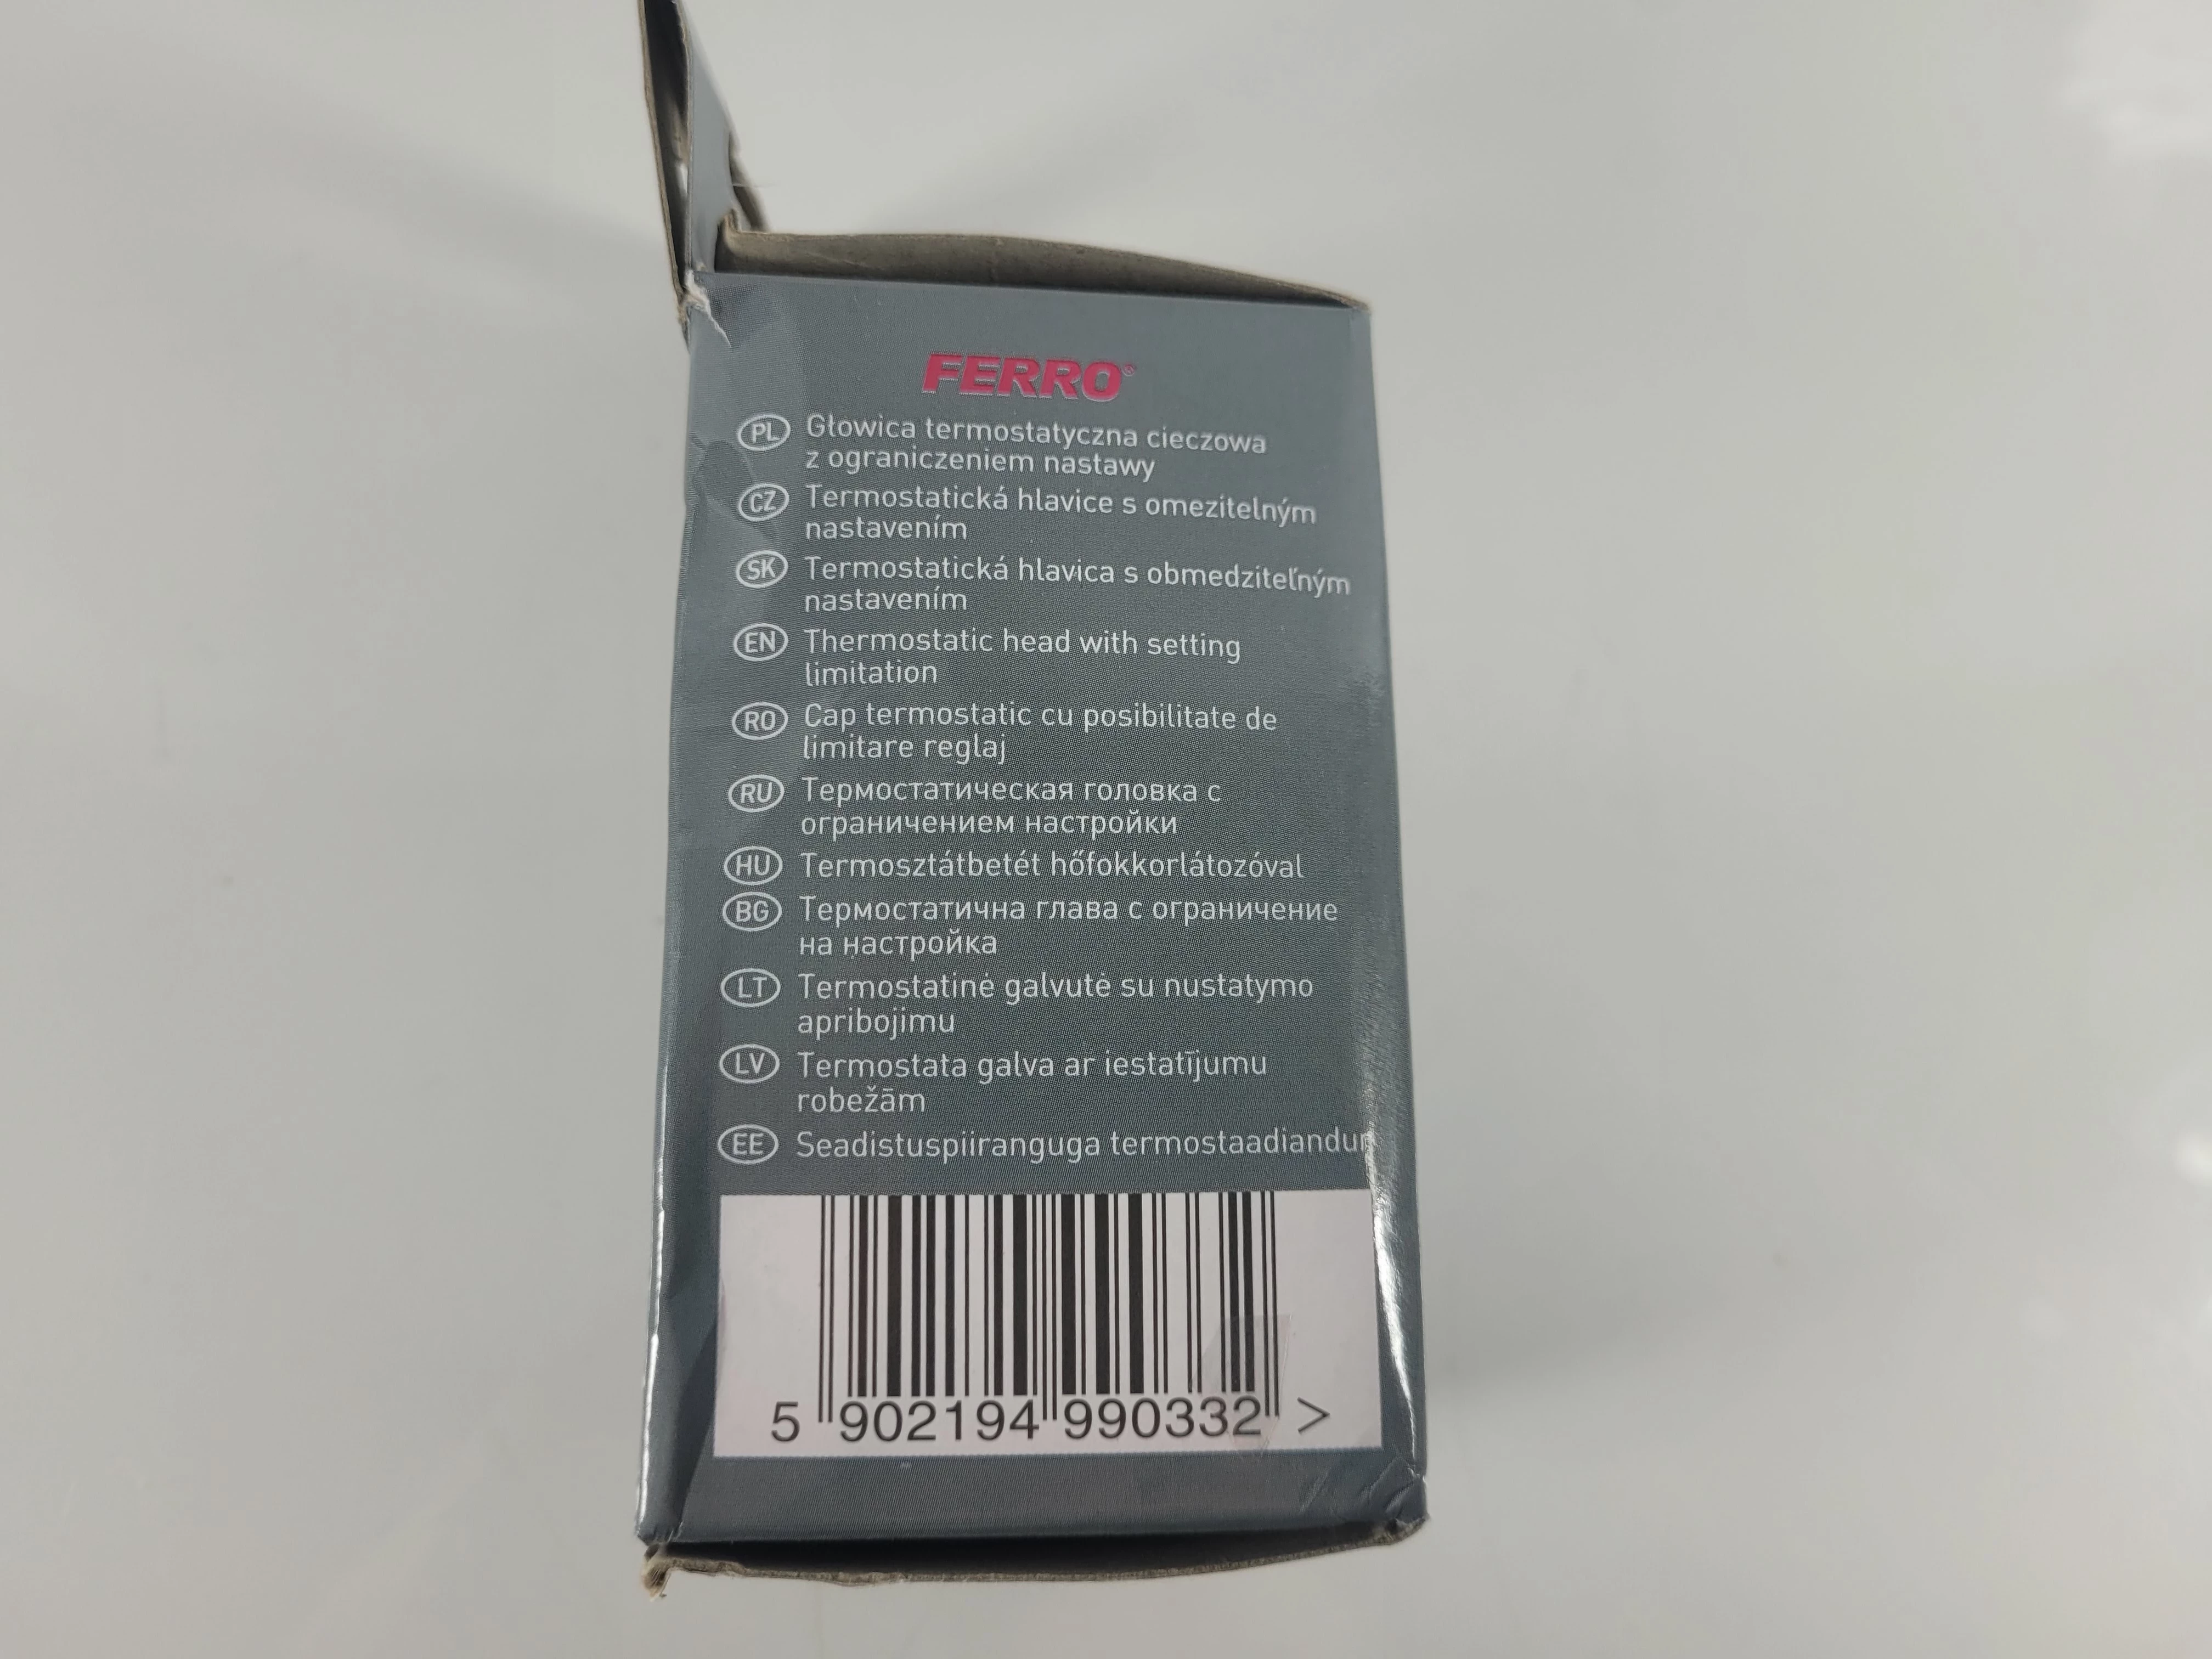 FERRO®
PL Głowica termostatyczna cieczowa
z ograniczeniem nastawy
CZ Termostatická hlavice s omezitelným
nastavením
SK Termostatická hlavica s obmedziteľným
nastavením
EN Thermostatic head with setting
limitation
RO Cap termostatic cu posibilitate de
limitare reglaj
RU Термостатическая головка с
ограничением настройки
HU Termosztátbetét hőfokkorlátozóval
BG Термостатична глава с ограничение
на настройка
LT Termostatinė galvutė su nustatymo
apribojimu
LV Termostata galva ar iestatījumu
robežām
EE Seadistuspiiranguga termostaadiandur
5 902194 990332 >